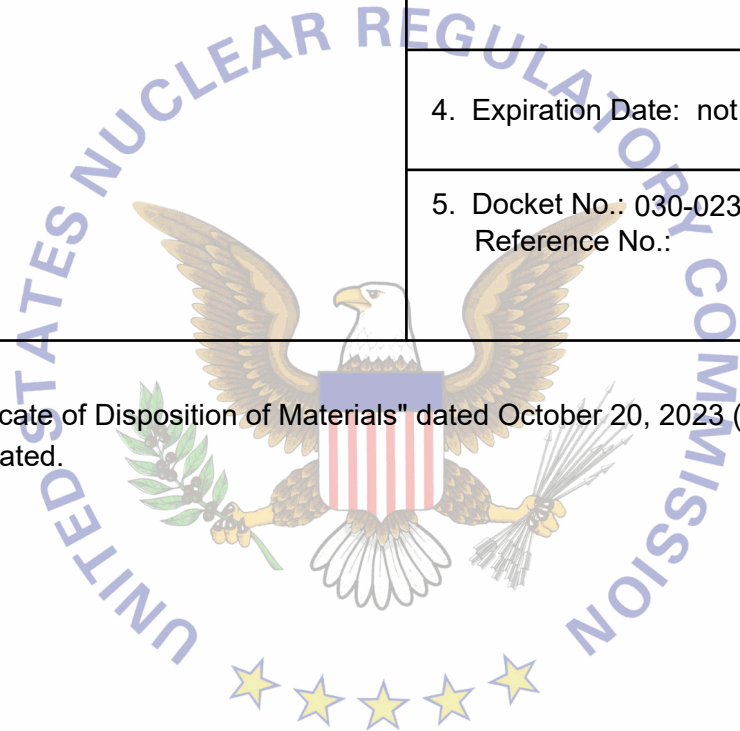 UNITED STATES NUCLEAR REGULATORY COMMISSION
4. Expiration Date: not
5. Docket No.: 030-023
Reference No.:
cate of Disposition of Materials" dated October 20, 2023 (
ated.